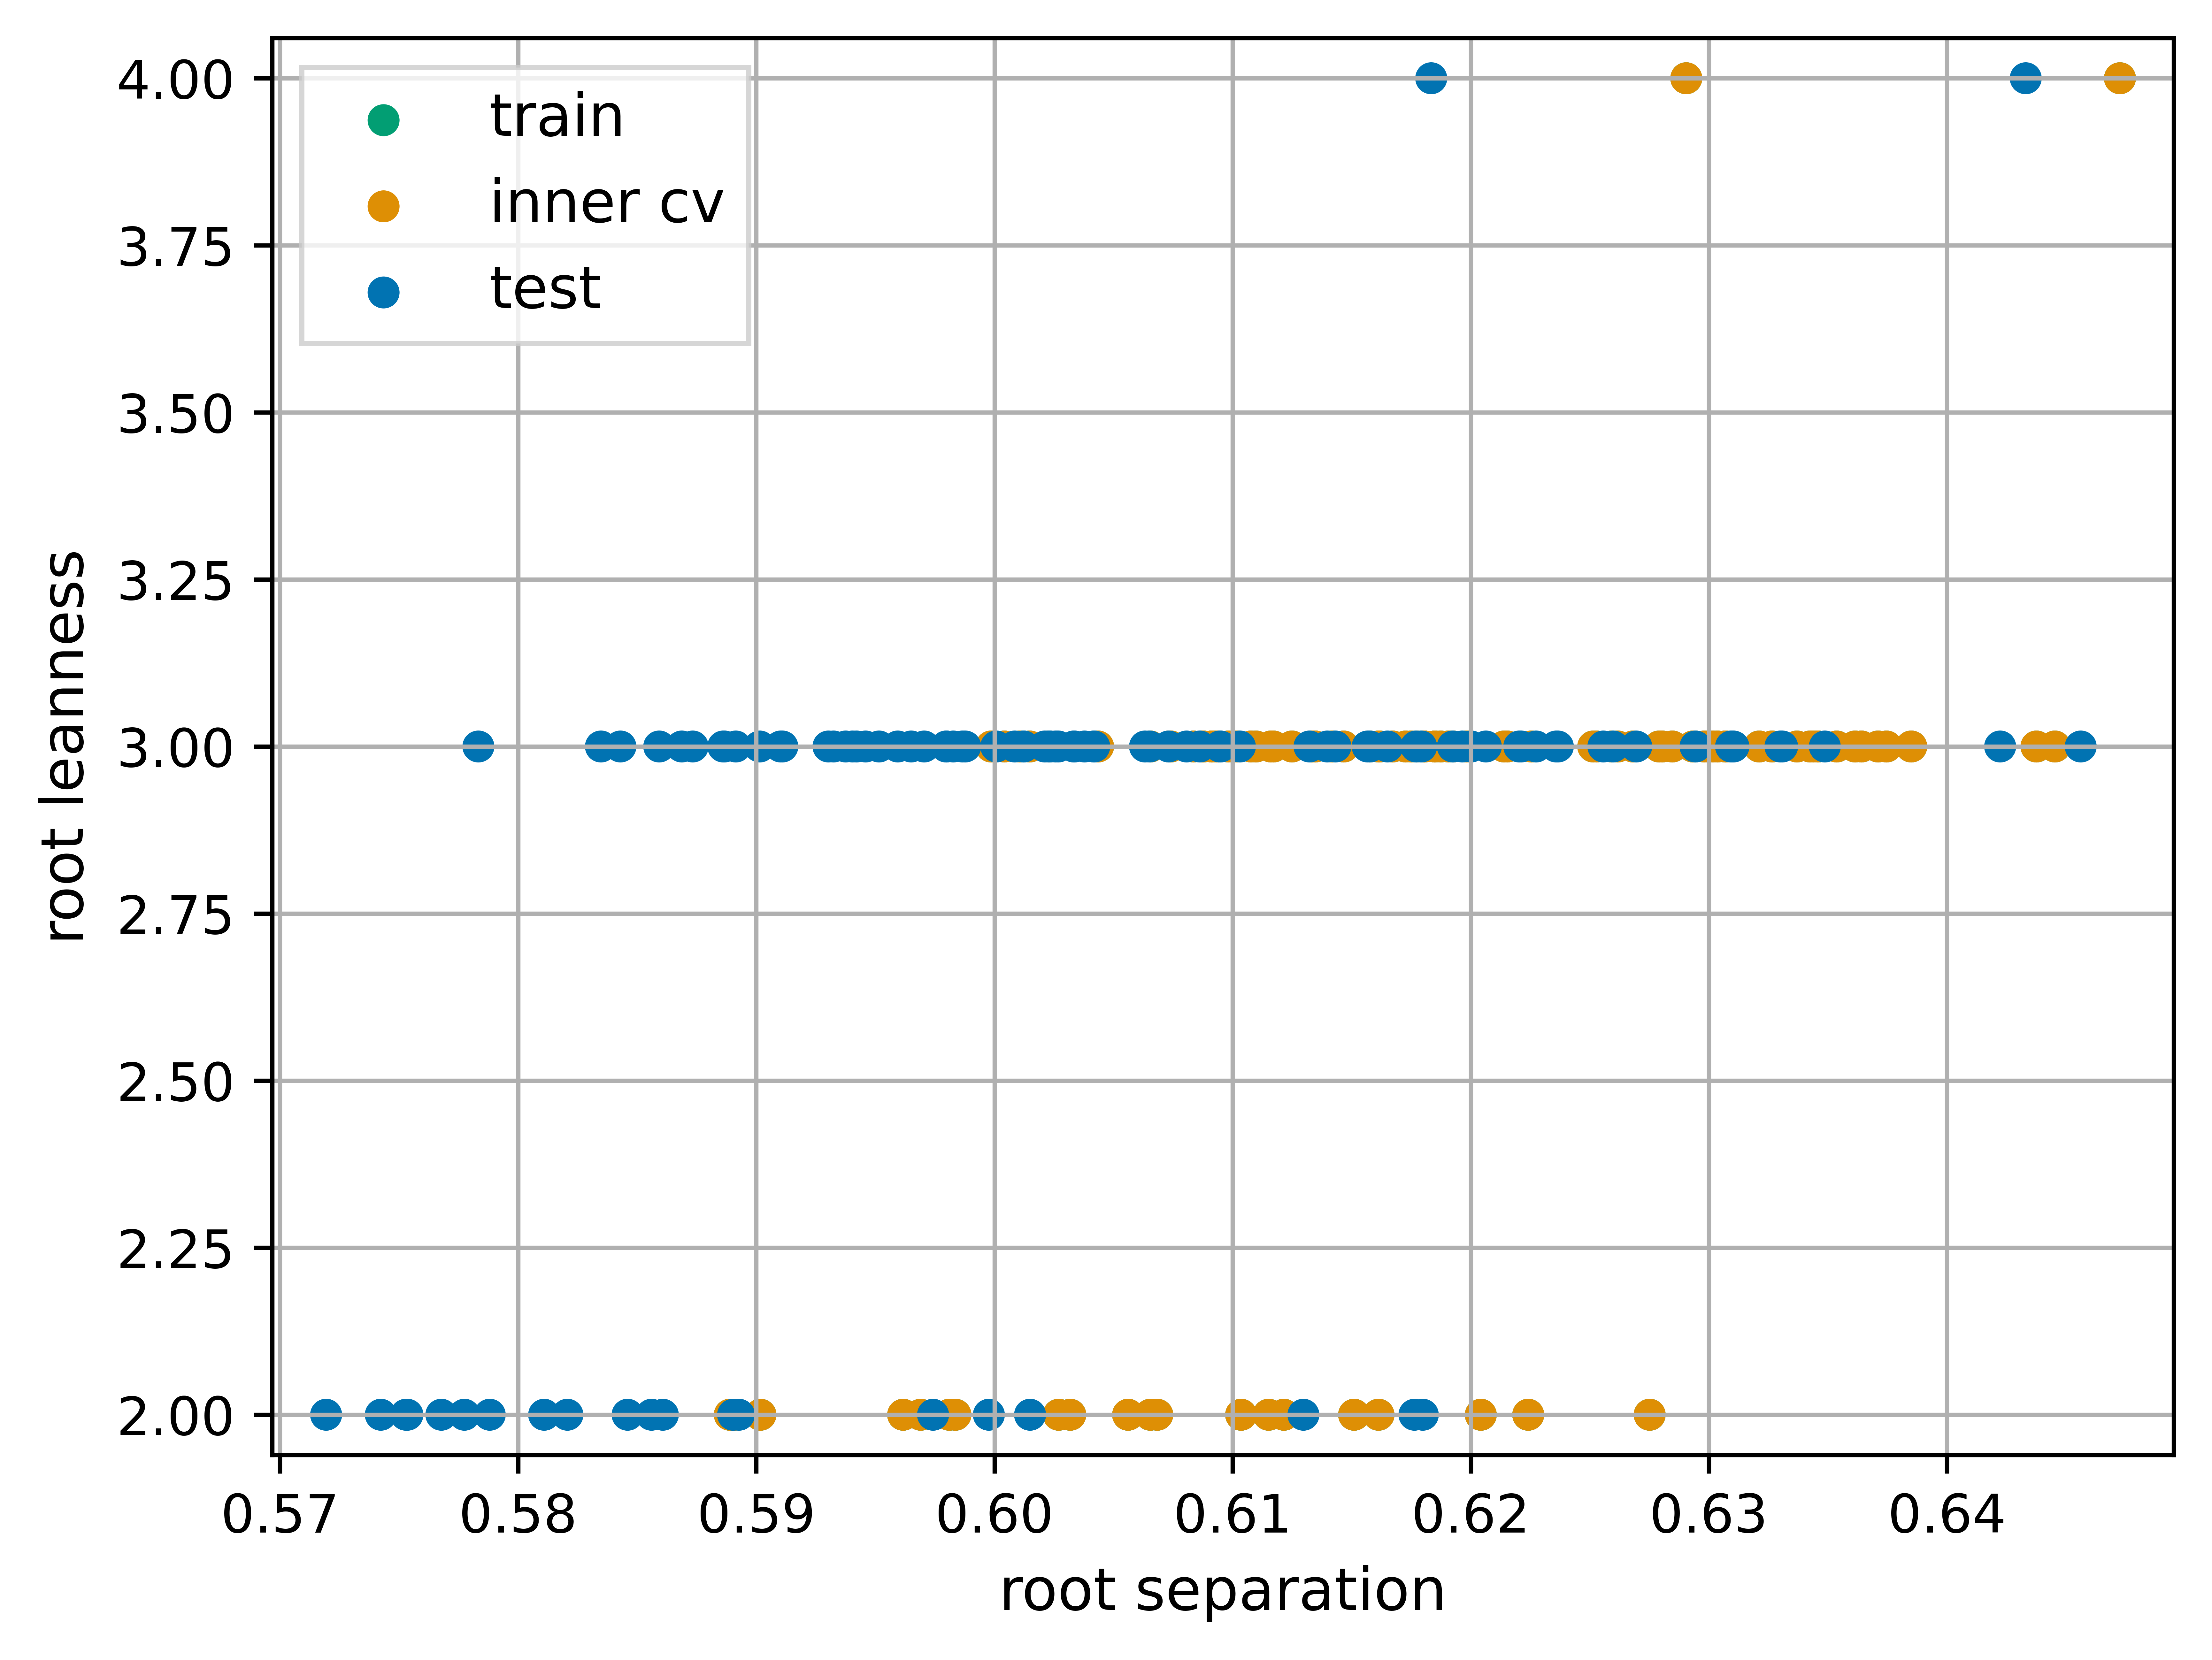 train
inner cv
test
4.00
3.75
3.50
3.25
3.00
2.75
2.50
2.25
2.00
root leanness
0.57 0.58 0.59 0.60 0.61 0.62 0.63 0.64
root separation